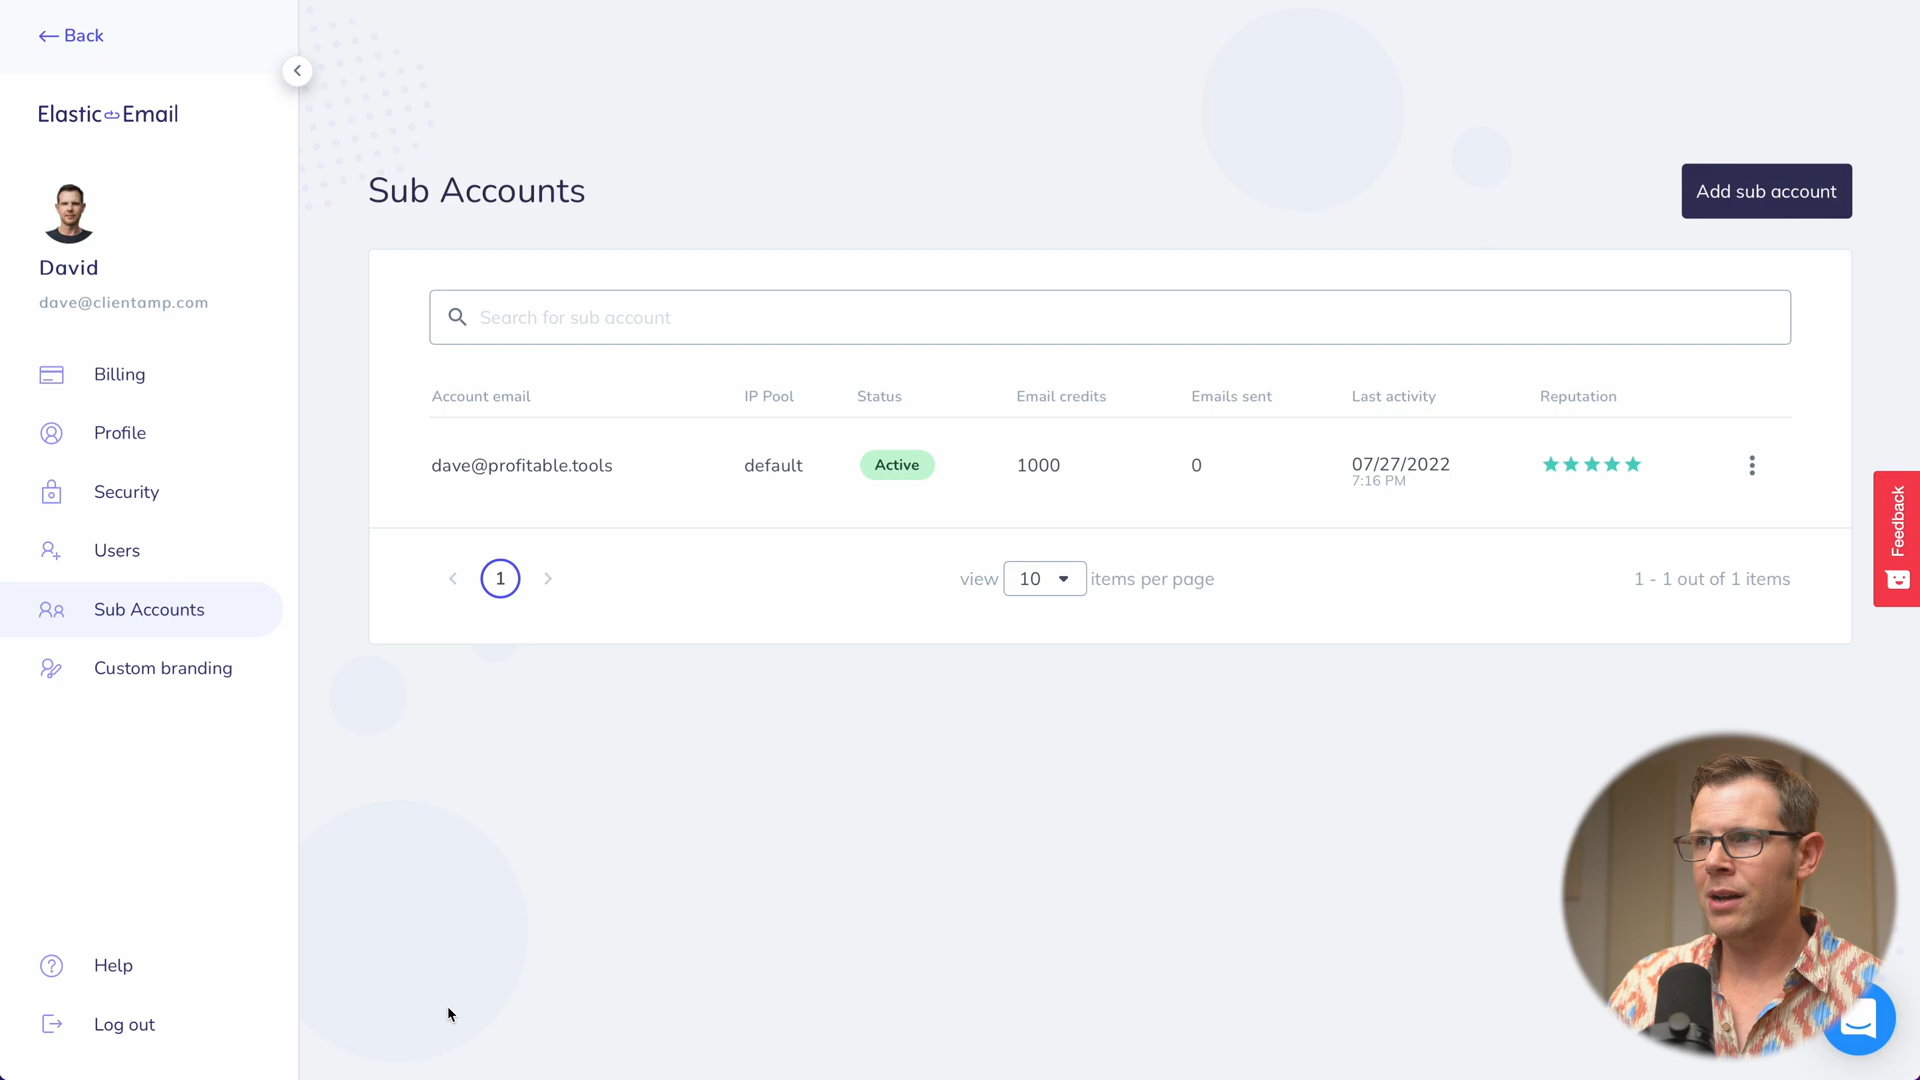 Back
Elastic Email
David
dave@clientamp.com
Billing
Profile
Security
Users
Sub Accounts
Custom branding
Help
Log out
Sub Accounts
Add sub account
Search for sub account
Account email IP Pool Status Email credits Emails sent Last activity Reputation
dave@profitable.tools default Active 1000 0 07/27/2022
7:16 PM
1 view 10 items per page 1 - 1 out of 1 items
Feedback